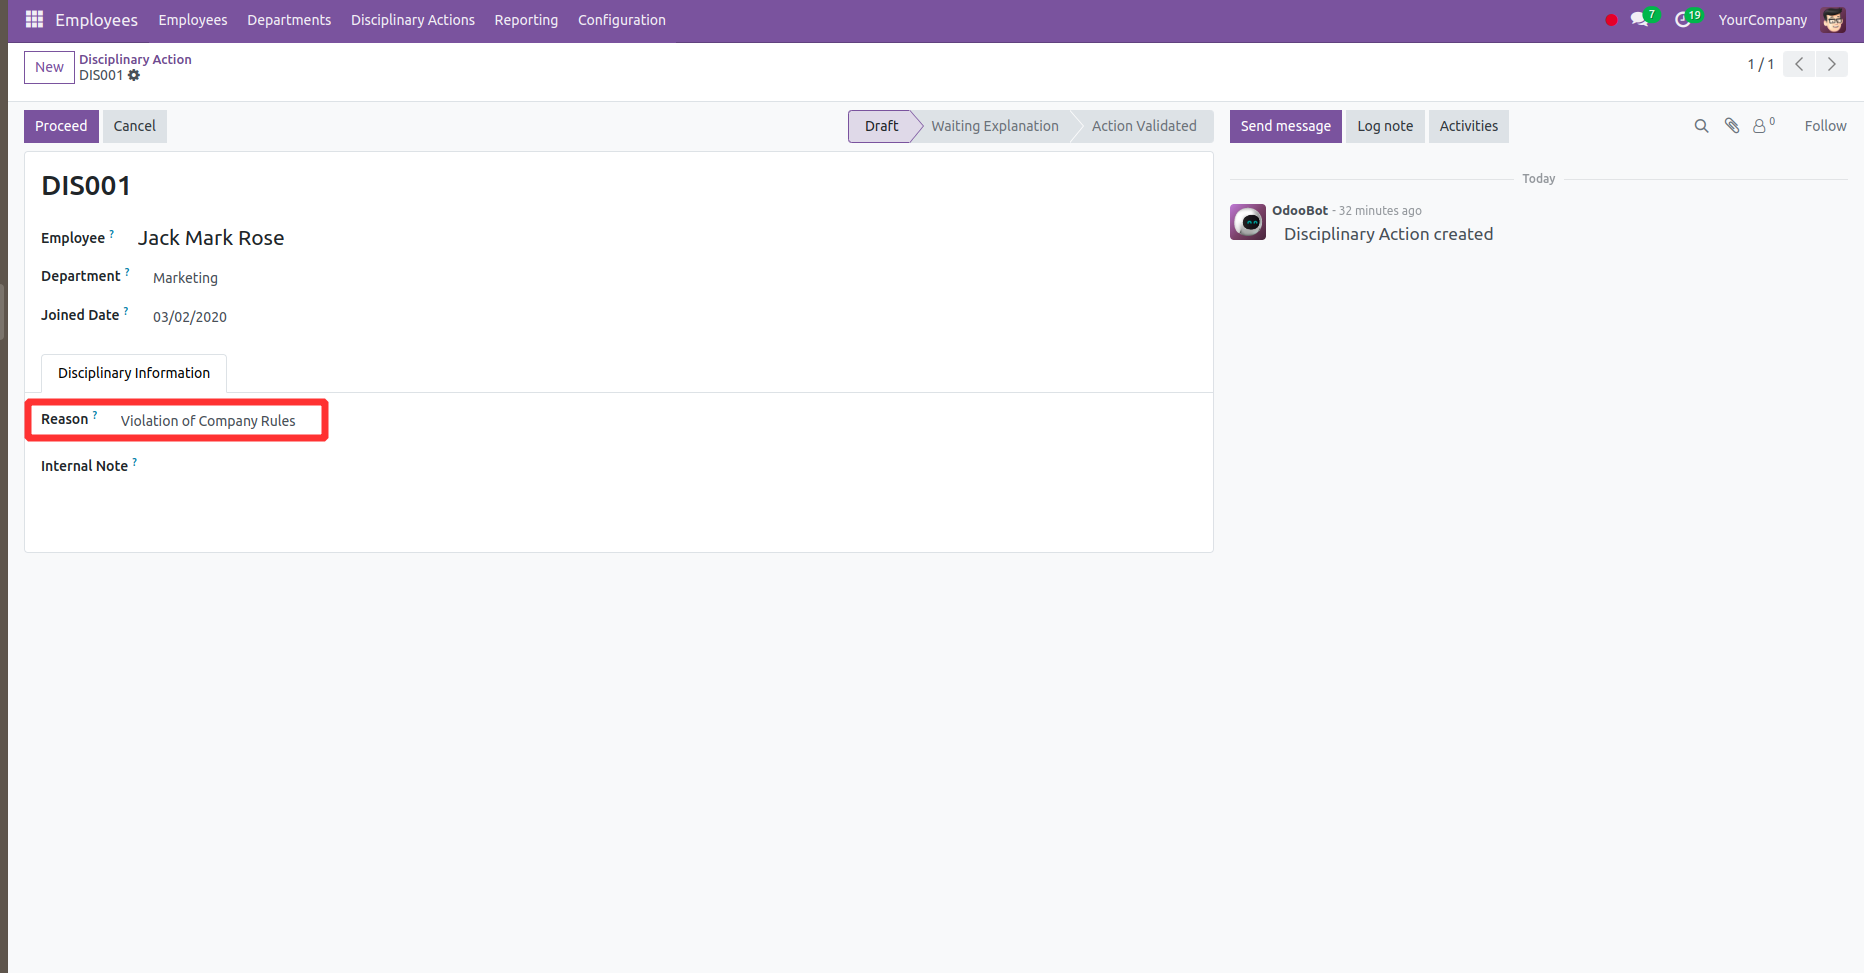 Employees Employees Departments Disciplinary Actions Reporting Configuration 7 19 YourCompany
New Disciplinary Action
DIS001
1 / 1
Proceed Cancel Draft Waiting Explanation Action Validated Send message Log note Activities 0 Follow
DIS001
Employee ? Jack Mark Rose
Department ? Marketing
Joined Date ? 03/02/2020
Disciplinary Information
Reason ? Violation of Company Rules
Internal Note ?
Today
OdooBot - 32 minutes ago
Disciplinary Action created